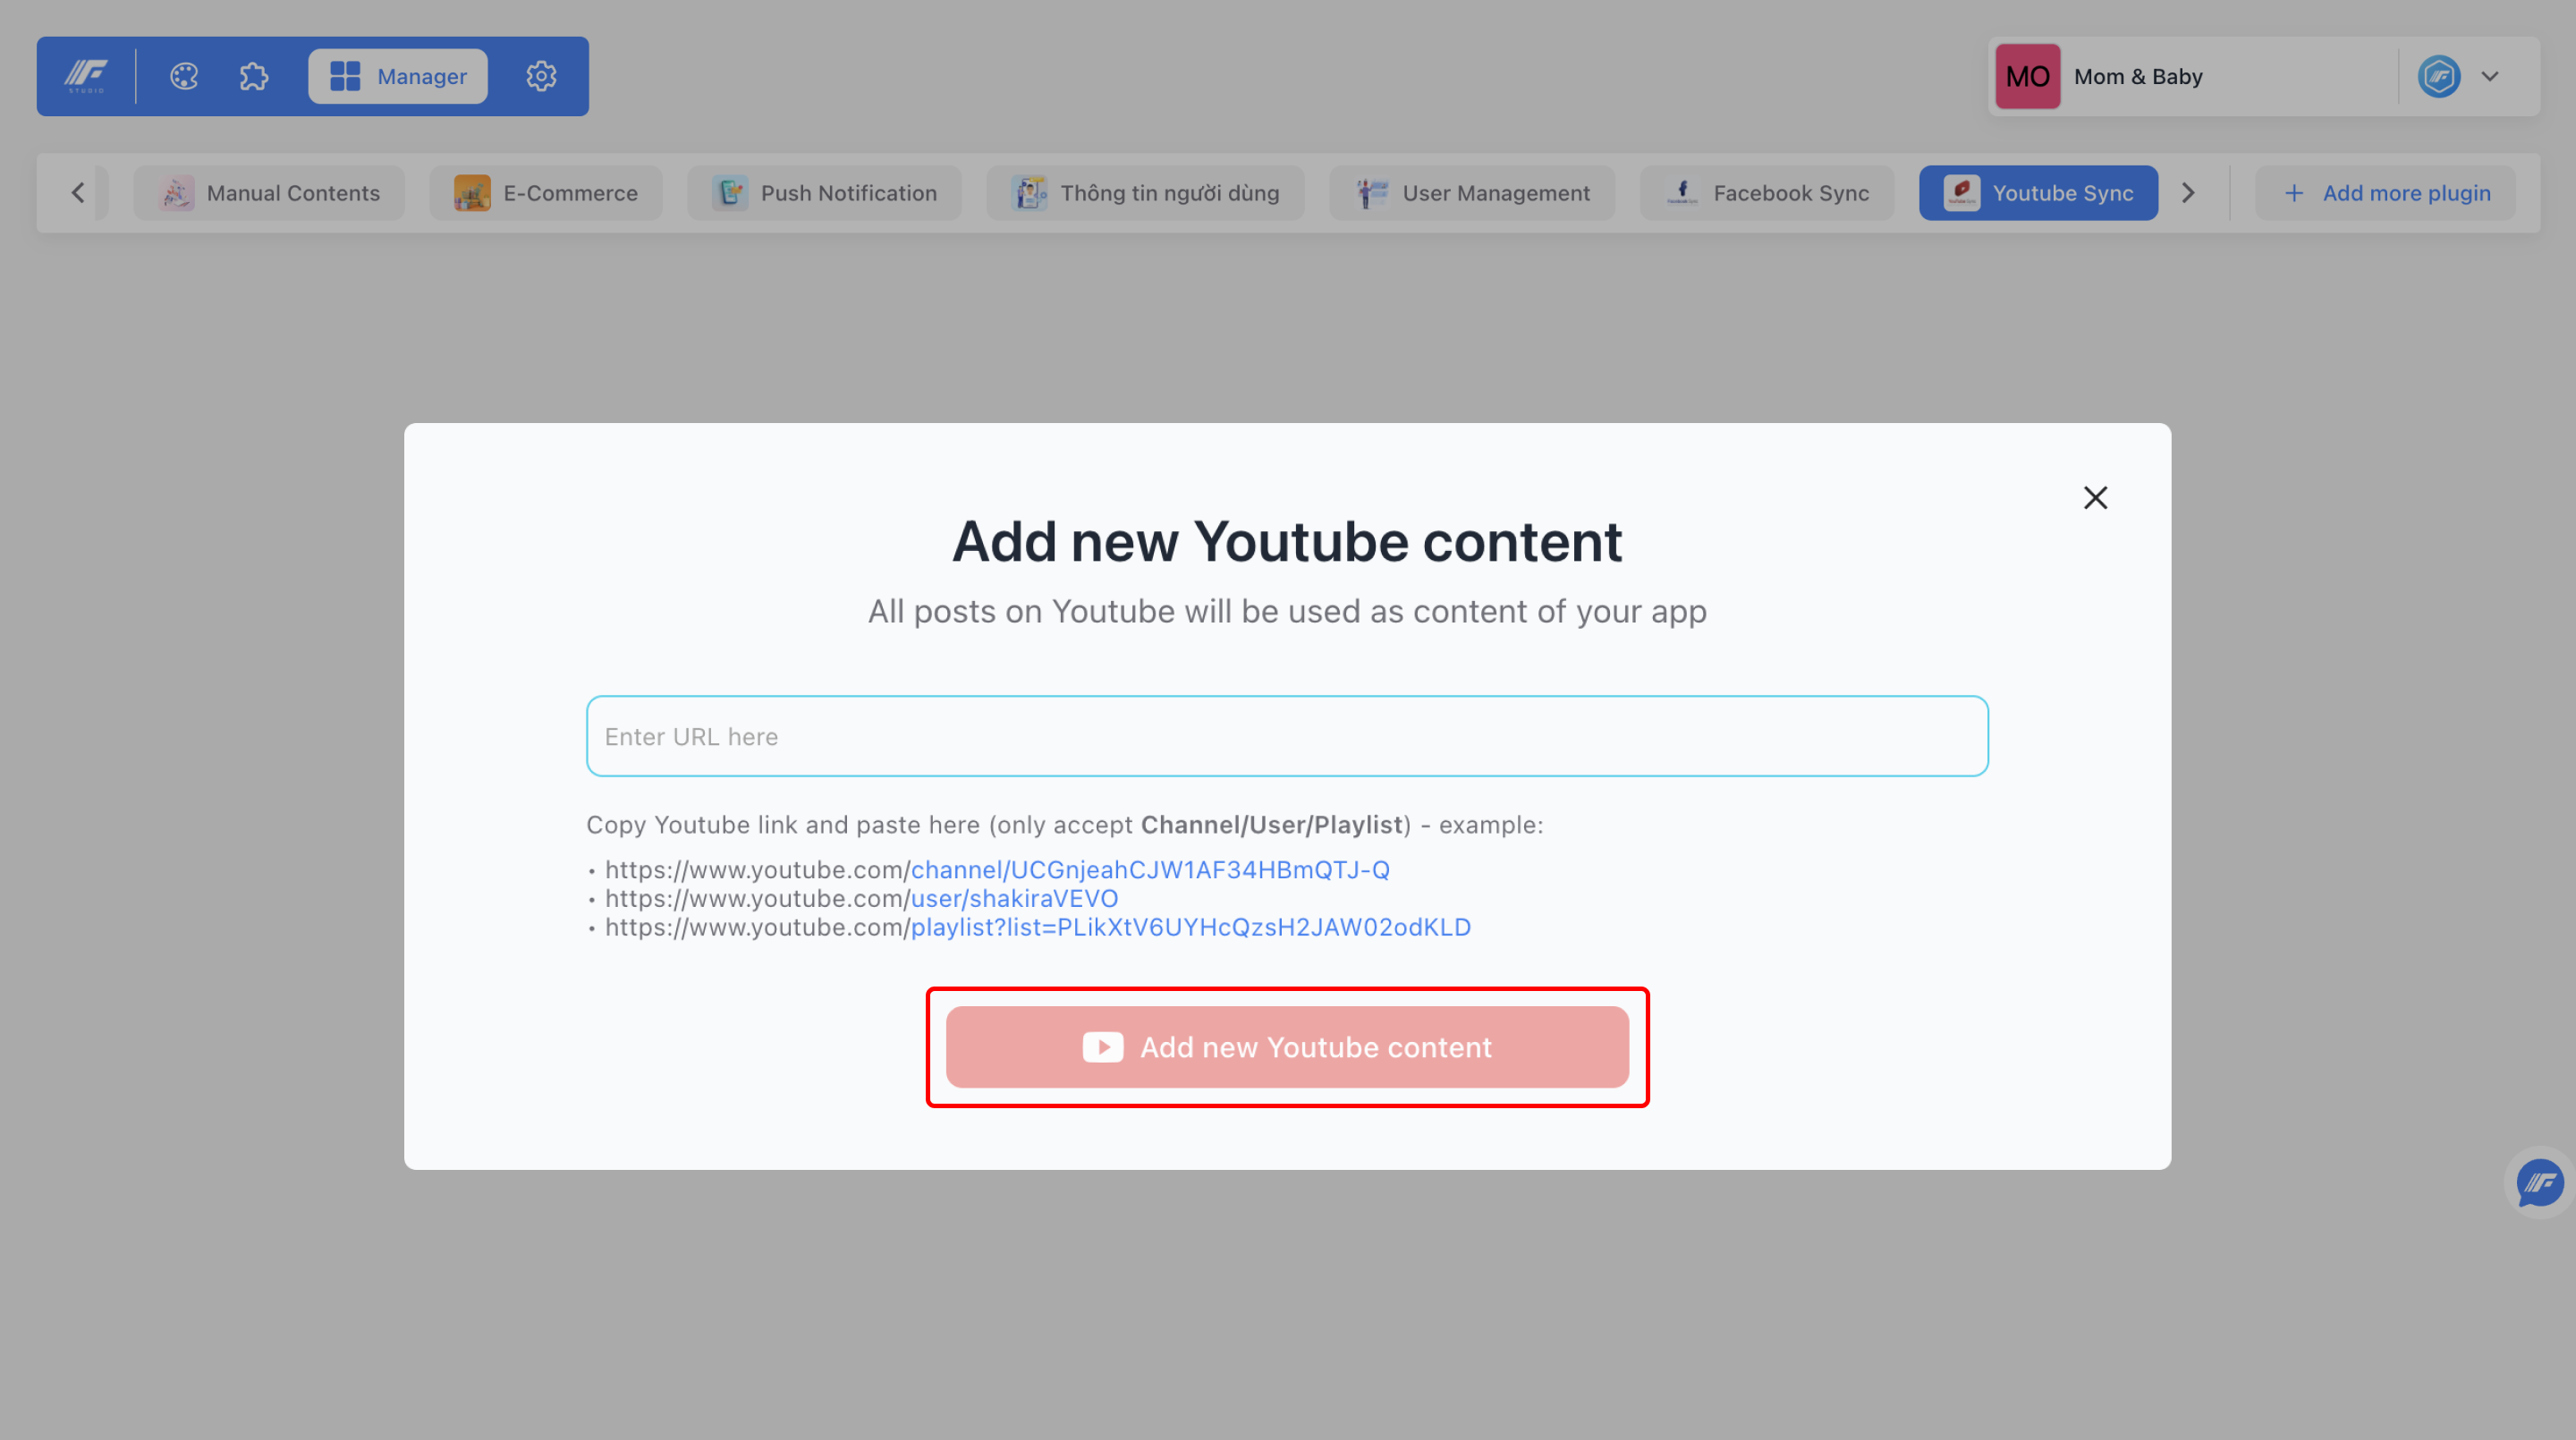 STUDIO
Manager
MO
Mom & Baby
Manual Contents
E-Commerce
Push Notification
Thông tin người dùng
User Management
Facebook Sync
Youtube Sync
+ Add more plugin
Add new Youtube content
All posts on Youtube will be used as content of your app
Enter URL here
Copy Youtube link and paste here (only accept Channel/User/Playlist) - example:
• https://www.youtube.com/channel/UCGnjeahCJW1AF34HBmQTJ-Q
• https://www.youtube.com/user/shakiraVEVO
• https://www.youtube.com/playlist?list=PLikXtV6UYHcQzsH2JAW02odKLD
Add new Youtube content